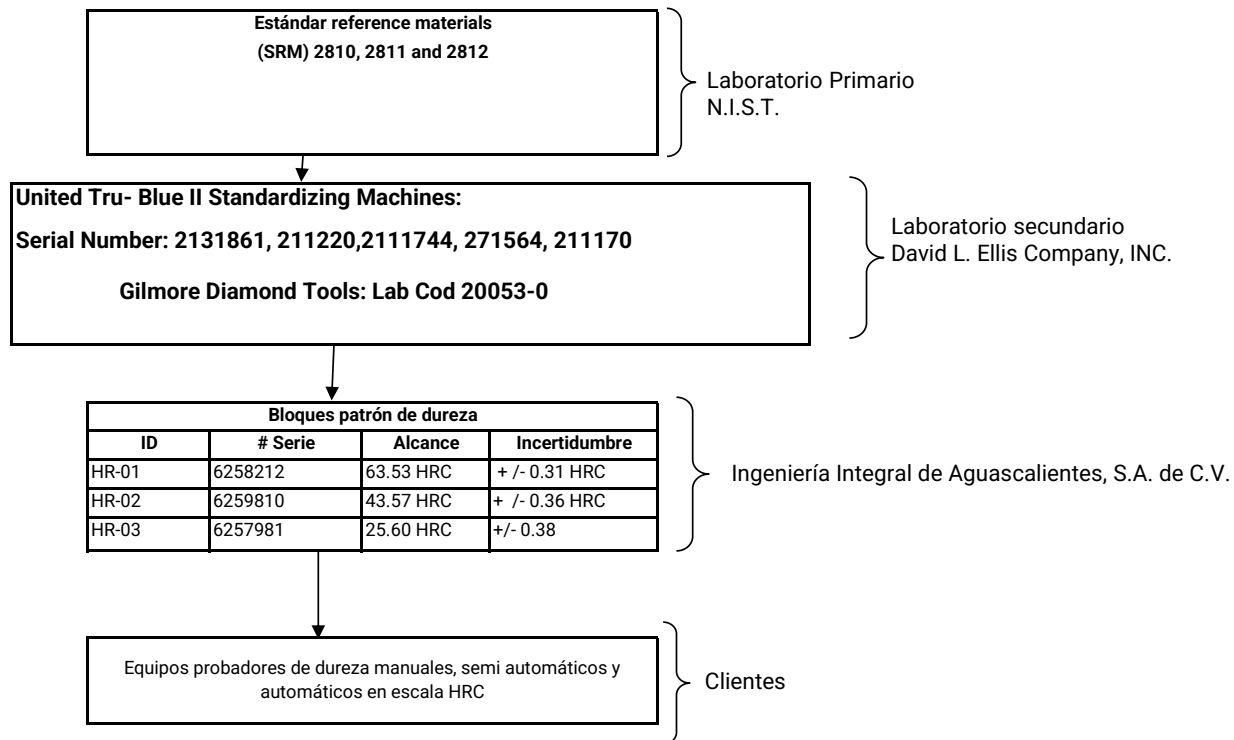 Estándar reference materials
(SRM) 2810, 2811 and 2812
Laboratorio Primario
N.I.S.T.
United Tru- Blue II Standardizing Machines:
Serial Number: 2131861, 211220,2111744, 271564, 211170
Gilmore Diamond Tools: Lab Cod 20053-0
Laboratorio secundario
David L. Ellis Company, INC.
Bloques patrón de dureza
ID # Serie Alcance Incertidumbre
HR-01 6258212 63.53 HRC + /- 0.31 HRC
HR-02 6259810 43.57 HRC + /- 0.36 HRC
HR-03 6257981 25.60 HRC +/- 0.38
Ingeniería Integral de Aguascalientes, S.A. de C.V.
Equipos probadores de dureza manuales, semi automáticos y
automáticos en escala HRC
Clientes